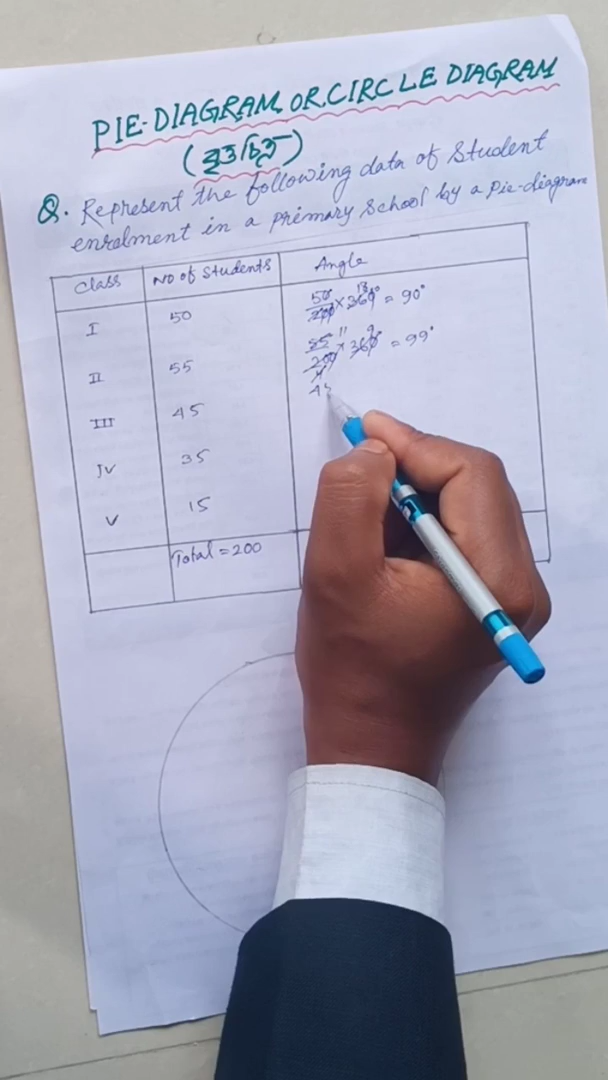 PIE-DIAGRAM OR CIRCLE DIAGRAM
(বৃত্তচিত্ৰ)
Q. Represent the following data of Student
enrolment in a primary School by a Pie-diagram
Class No of Students Angle
I 50 50/200 × 360° = 90°
II 55 55/200 × 360° = 99°
III 45 45
IV 35
V 15
Total = 200